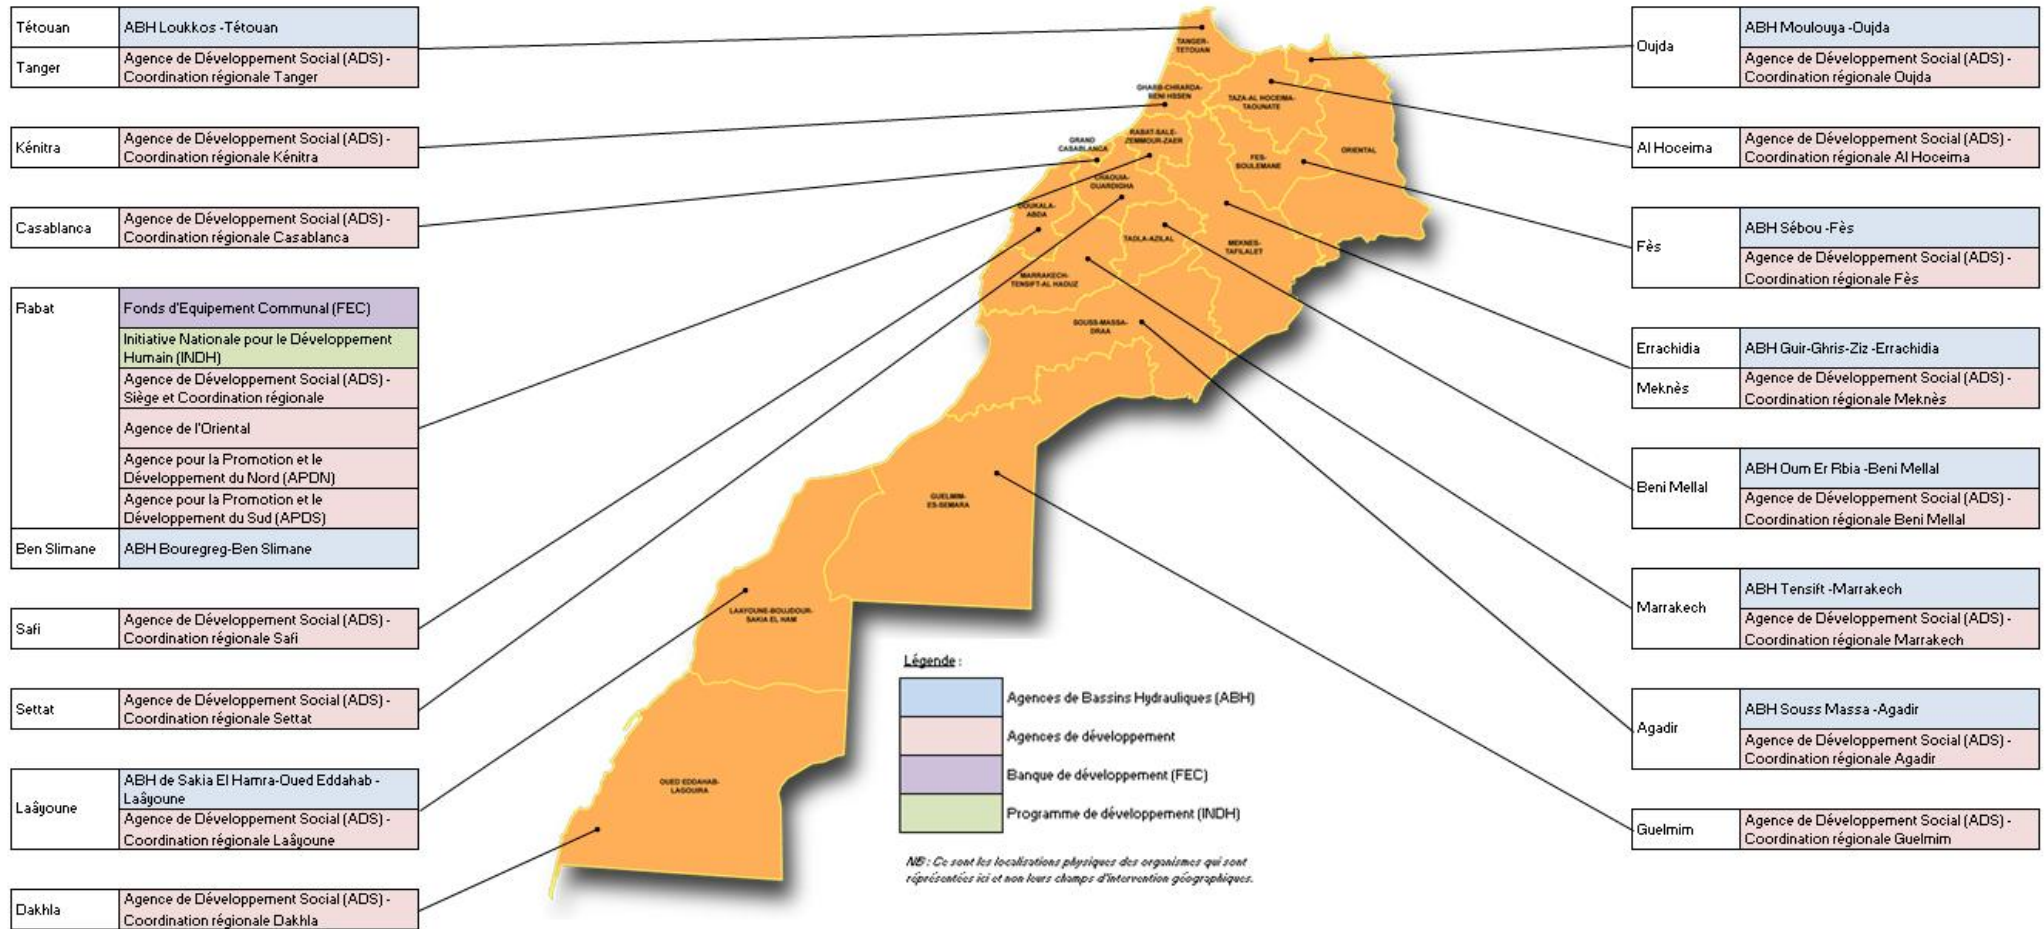 Tétouan
ABH Loukkos -Tétouan
Tanger
Agence de Développement Social (ADS) -
Coordination régionale Tanger
Kénitra
Agence de Développement Social (ADS) -
Coordination régionale Kénitra
Casablanca
Agence de Développement Social (ADS) -
Coordination régionale Casablanca
Rabat
Fonds d'Equipement Communal (FEC)
Initiative Nationale pour le Développement
Humain (INDH)
Agence de Développement Social (ADS) -
Siège et Coordination régionale
Agence de l'Oriental
Agence pour la Promotion et le
Développement du Nord (APDN)
Agence pour la Promotion et le
Développement du Sud (APDS)
Ben Slimane
ABH Bouregreg-Ben Slimane
Safi
Agence de Développement Social (ADS) -
Coordination régionale Safi
Settat
Agence de Développement Social (ADS) -
Coordination régionale Settat
Laâyoune
ABH de Sakia El Hamra-Oued Eddahab -
Laâyoune
Agence de Développement Social (ADS) -
Coordination régionale Laâyoune
Dakhla
Agence de Développement Social (ADS) -
Coordination régionale Dakhla
TANGER-
TETOUAN
GHARB-CHRARDA-
BENI HSSEN
TAZA-AL HOCEIMA-
TAOUNATE
RABAT-SALE-
ZEMMOUR-ZAER
GRAND
CASABLANCA
FES-
BOULEMANE
ORIENTAL
CHAOUIA-
OUARDIGHA
DOUKALA-
ABDA
TADLA-AZILAL
MEKNES-
TAFILALET
MARRAKECH-
TENSIFT-AL HAOUZ
SOUSS-MASSA-
DRAA
GUELMIM-
ES-SEMARA
LAAYOUNE-BOUJDOUR-
SAKIA EL HAM
OUED EDDAHAB-
LAGOUIRA
Légende :
Agences de Bassins Hydrauliques (ABH)
Agences de développement
Banque de développement (FEC)
Programme de développement (INDH)
NB : Ce sont les localisations physiques des organismes qui sont
réprésentées ici et non leurs champs d'intervention géographiques.
Oujda
ABH Moulouya -Oujda
Agence de Développement Social (ADS) -
Coordination régionale Oujda
Al Hoceima
Agence de Développement Social (ADS) -
Coordination régionale Al Hoceima
Fès
ABH Sébou -Fès
Agence de Développement Social (ADS) -
Coordination régionale Fès
Errachidia
ABH Guir-Ghris-Ziz -Errachidia
Meknès
Agence de Développement Social (ADS) -
Coordination régionale Meknès
Beni Mellal
ABH Oum Er Rbia -Beni Mellal
Agence de Développement Social (ADS) -
Coordination régionale Beni Mellal
Marrakech
ABH Tensift -Marrakech
Agence de Développement Social (ADS) -
Coordination régionale Marrakech
Agadir
ABH Souss Massa -Agadir
Agence de Développement Social (ADS) -
Coordination régionale Agadir
Guelmim
Agence de Développement Social (ADS) -
Coordination régionale Guelmim